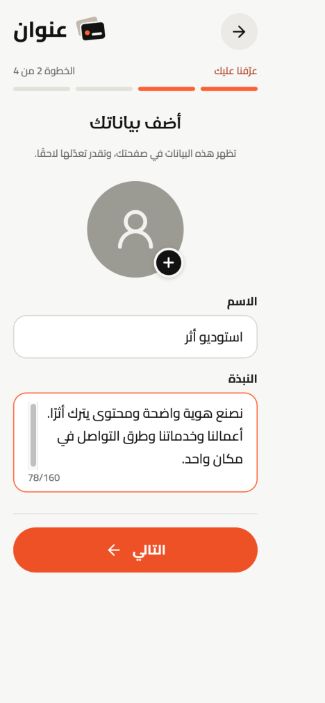 عنوان
عرّفنا عليك
الخطوة 2 من 4
أضف بياناتك
تظهر هذه البيانات في صفحتك، وتقدر تعدّلها لاحقًا.
الاسم
استوديو أثر
النبذة
نصنع هوية واضحة ومحتوى يترك أثرًا.
أعمالنا وخدماتنا وطرق التواصل في
مكان واحد.
78/160
التالي